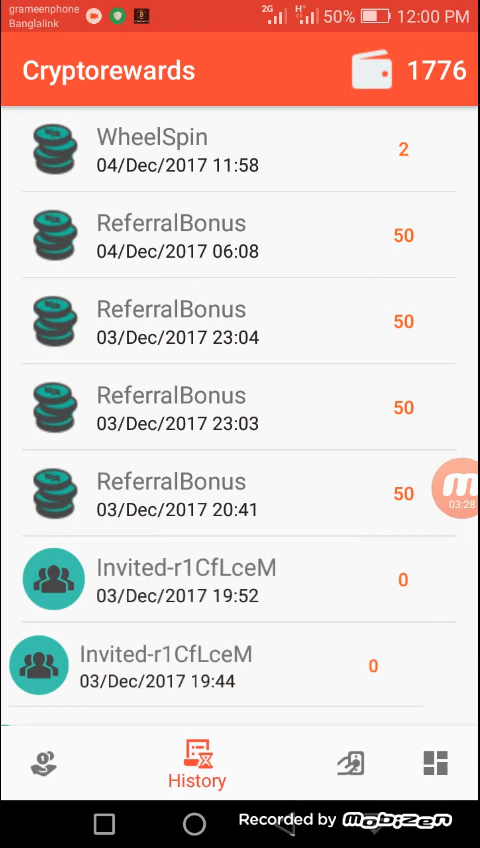 grameenphone
Banglalink
2G
H+
50%
12:00 PM
Cryptorewards
1776
WheelSpin
04/Dec/2017 11:58
2
ReferralBonus
04/Dec/2017 06:08
50
ReferralBonus
03/Dec/2017 23:04
50
ReferralBonus
03/Dec/2017 23:03
50
ReferralBonus
03/Dec/2017 20:41
50
m
03:28
Invited-r1CfLceM
03/Dec/2017 19:52
0
Invited-r1CfLceM
03/Dec/2017 19:44
0
History
Recorded by Mobizen